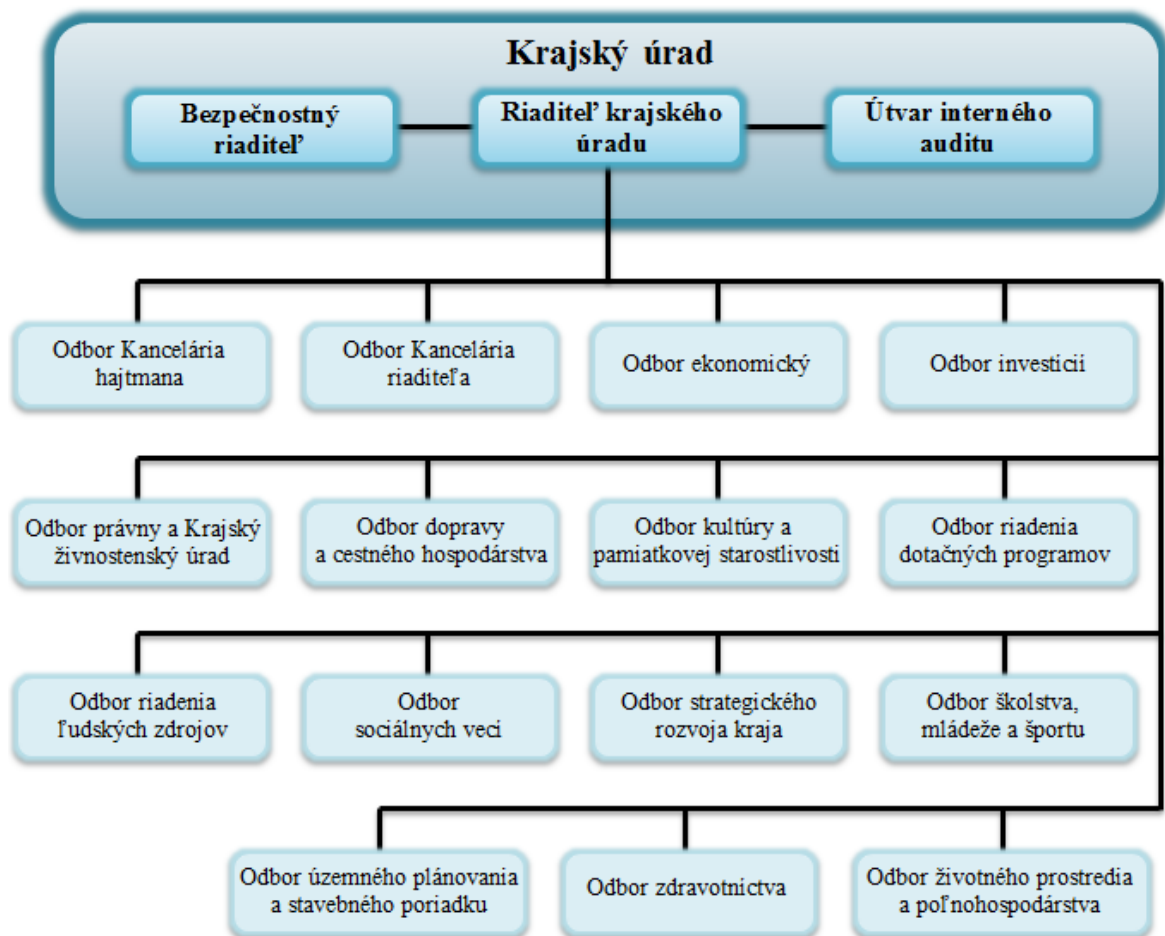 Krajský úrad
Bezpečnostný
riaditeľ
Riaditeľ krajského
úradu
Útvar interného
auditu
Odbor Kancelária
hajtmana
Odbor Kancelária
riaditeľa
Odbor ekonomický
Odbor investicií
Odbor právny a Krajský
živnostenský úrad
Odbor dopravy
a cestného hospodárstva
Odbor kultúry a
pamiatkovej starostlivosti
Odbor riadenia
dotačných programov
Odbor riadenia
ľudských zdrojov
Odbor
sociálnych vecí
Odbor strategického
rozvoja kraja
Odbor školstva,
mládeže a športu
Odbor územného plánovania
a stavebného poriadku
Odbor zdravotníctva
Odbor životného prostredia
a poľnohospodárstva